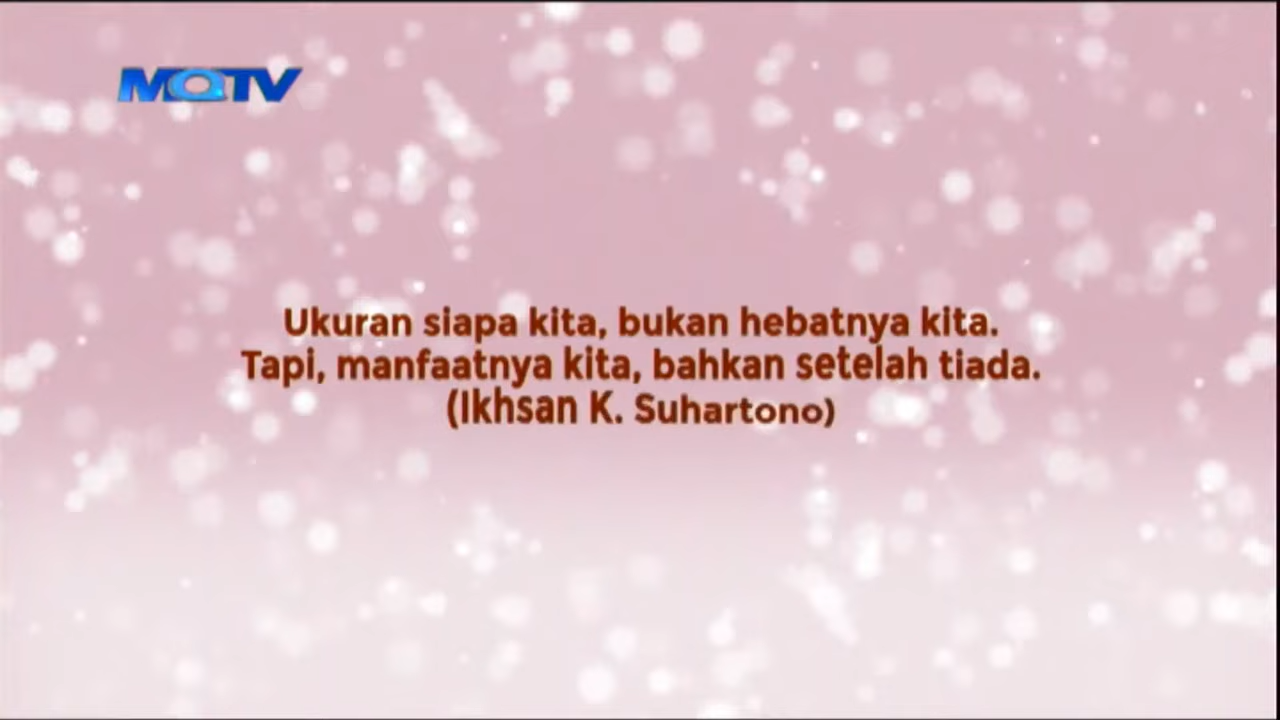 MQTV
Ukuran siapa kita, bukan hebatnya kita.
Tapi, manfaatnya kita, bahkan setelah tiada.
(Ikhsan K. Suhartono)